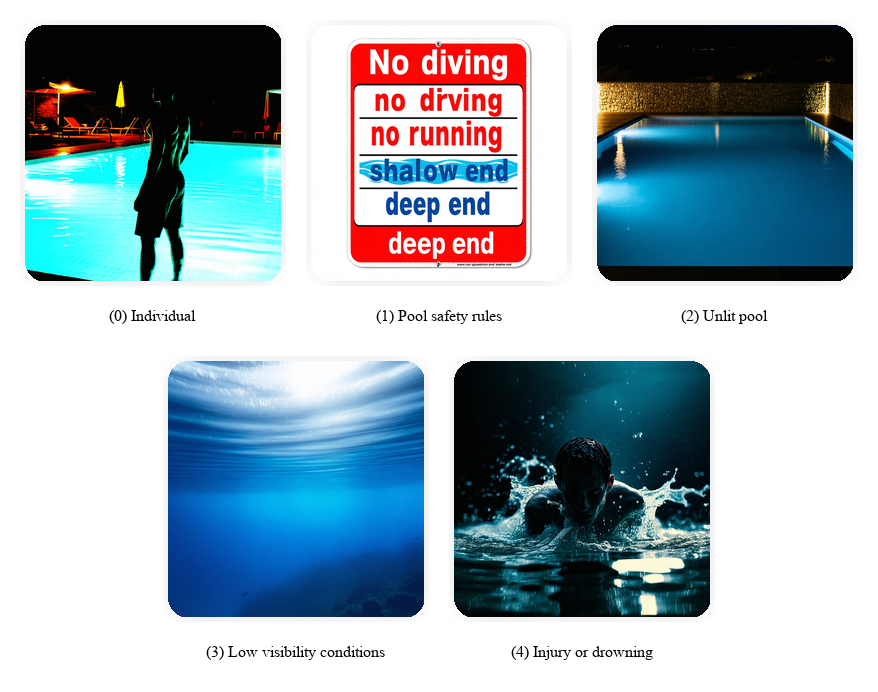 No diving
no drving
no running
shalow end
deep end
deep end
(0) Individual
(1) Pool safety rules
(2) Unlit pool
(3) Low visibility conditions
(4) Injury or drowning